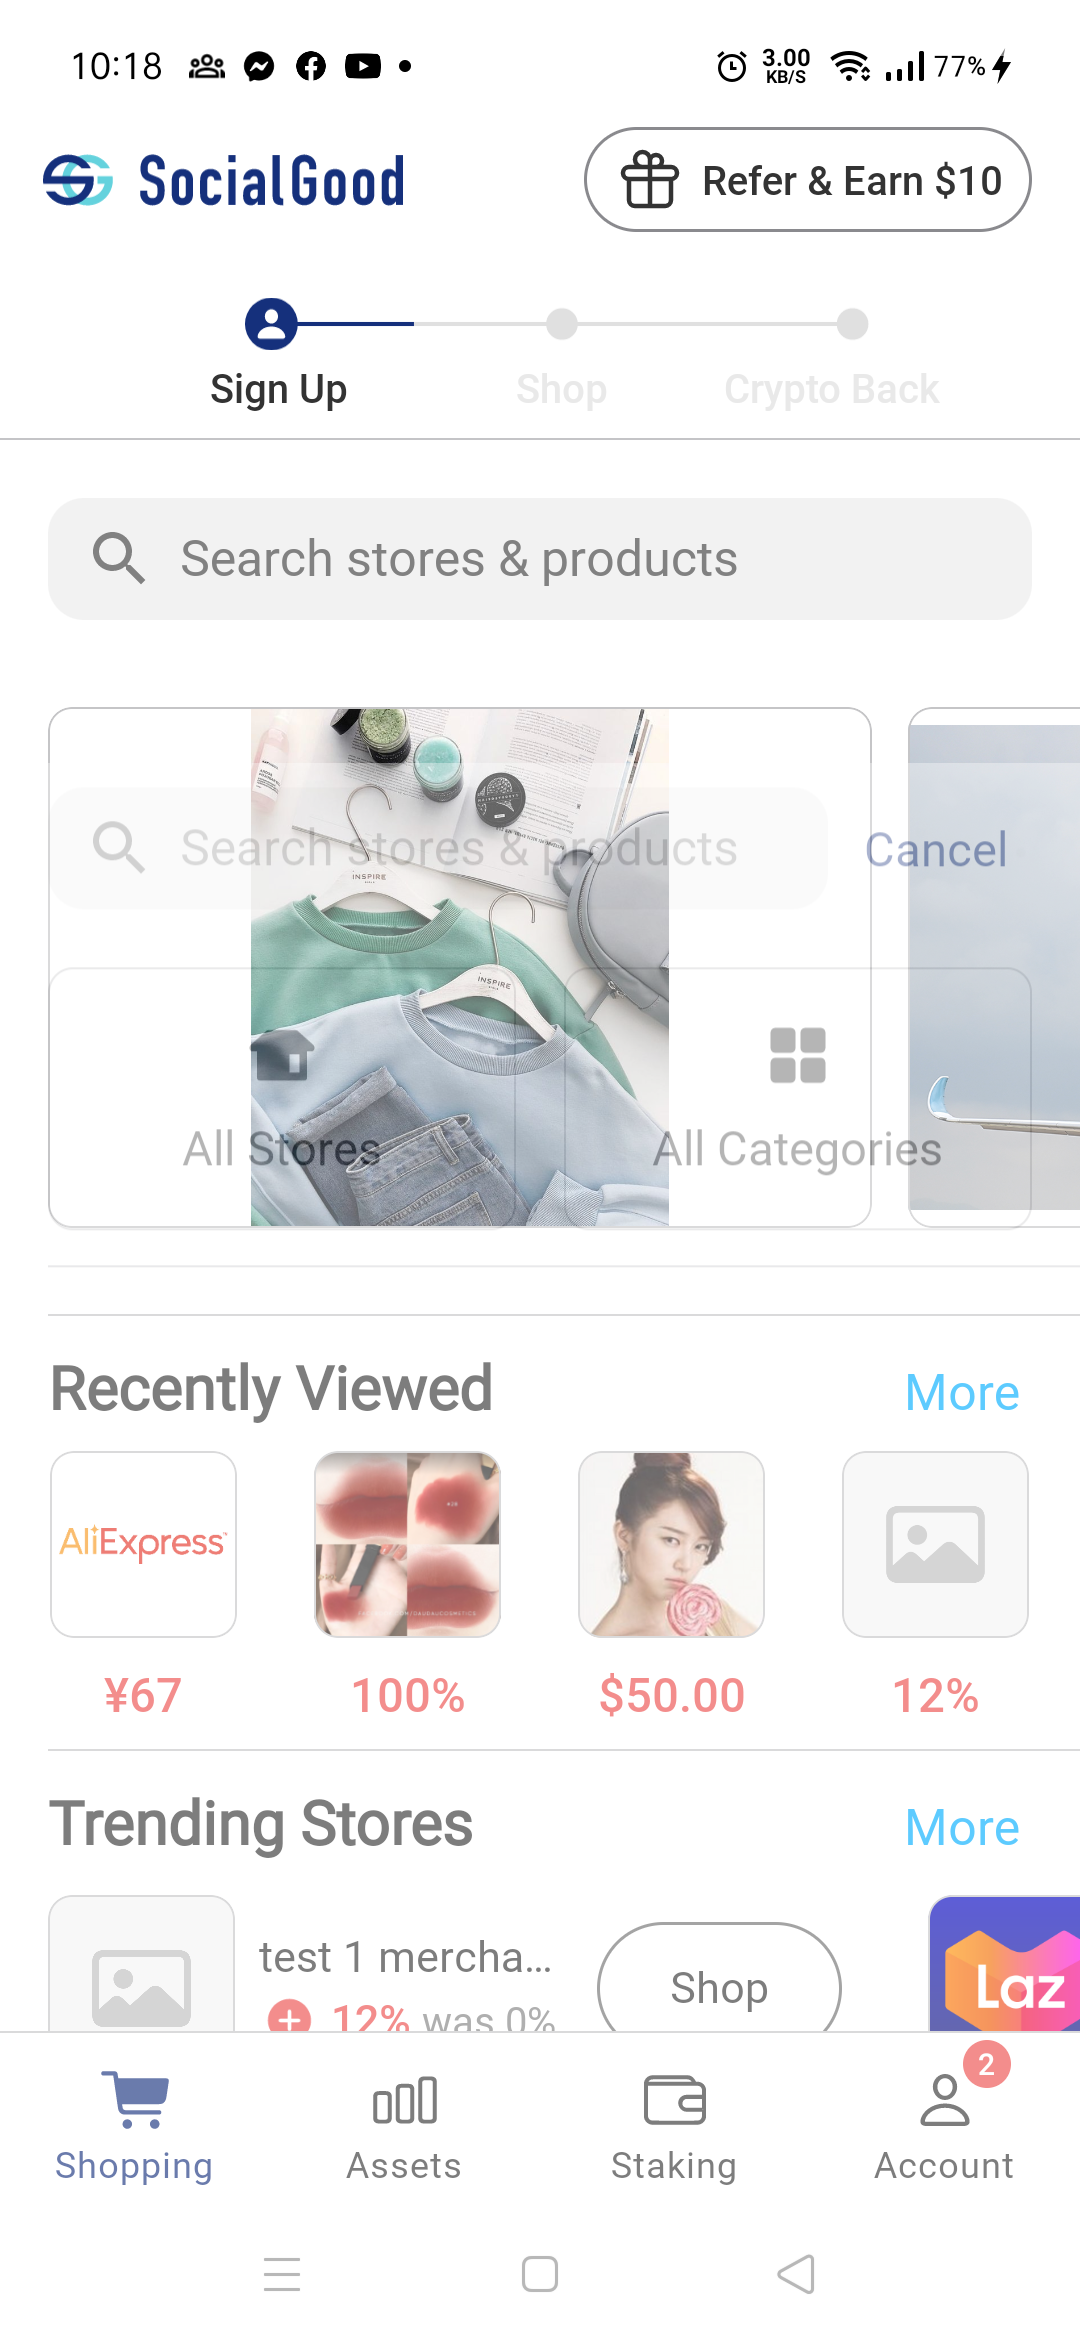 10:18
3.00
KB/S
77%
SocialGood
Refer & Earn $10
Sign Up
Shop
Crypto Back
Search stores & products
Search stores & products
Cancel
INSPIRE
INSPIRE
All Stores
All Categories
Recently Viewed
More
AliExpress
¥67
100%
$50.00
12%
Trending Stores
More
test 1 mercha...
Shop
12% was 0%
Laz
2
Shopping
Assets
Staking
Account